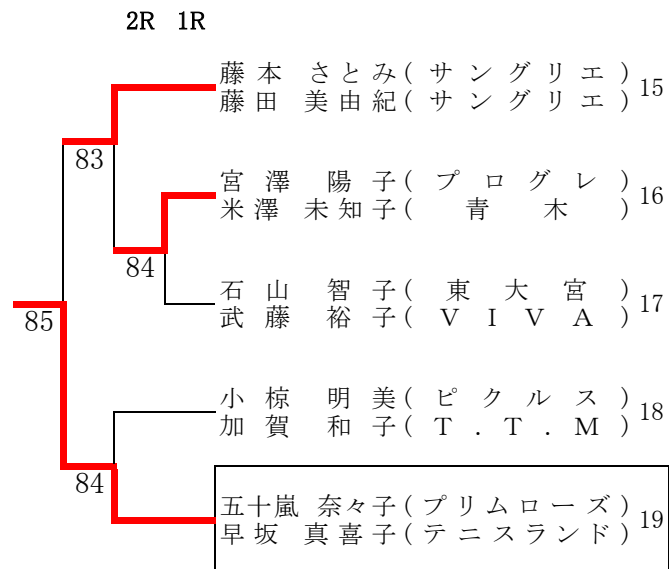 2R 1R
藤本 さとみ(サングリエ)
藤田 美由紀(サングリエ)
15
83
宮澤 陽子(プログレ)
米澤 未知子(青木)
16
84
石山 智子(東大宮)
武藤 裕子(VIVA)
17
85
小椋 明美(ピクルス)
加賀 和子(T.T.M)
18
84
五十嵐 奈々子(プリムローズ)
早坂 真喜子(テニスランド)
19